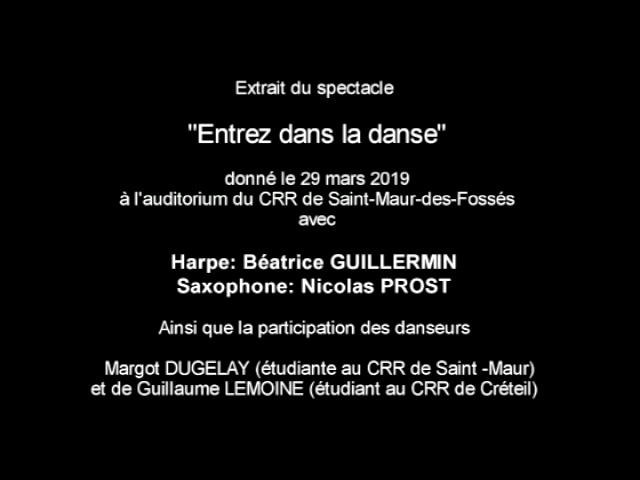 Extrait du spectacle
"Entrez dans la danse"
donné le 29 mars 2019
à l'auditorium du CRR de Saint-Maur-des-Fossés
avec
Harpe: Béatrice GUILLERMIN
Saxophone: Nicolas PROST
Ainsi que la participation des danseurs
Margot DUGELAY (étudiante au CRR de Saint -Maur)
et de Guillaume LEMOINE (étudiant au CRR de Créteil)